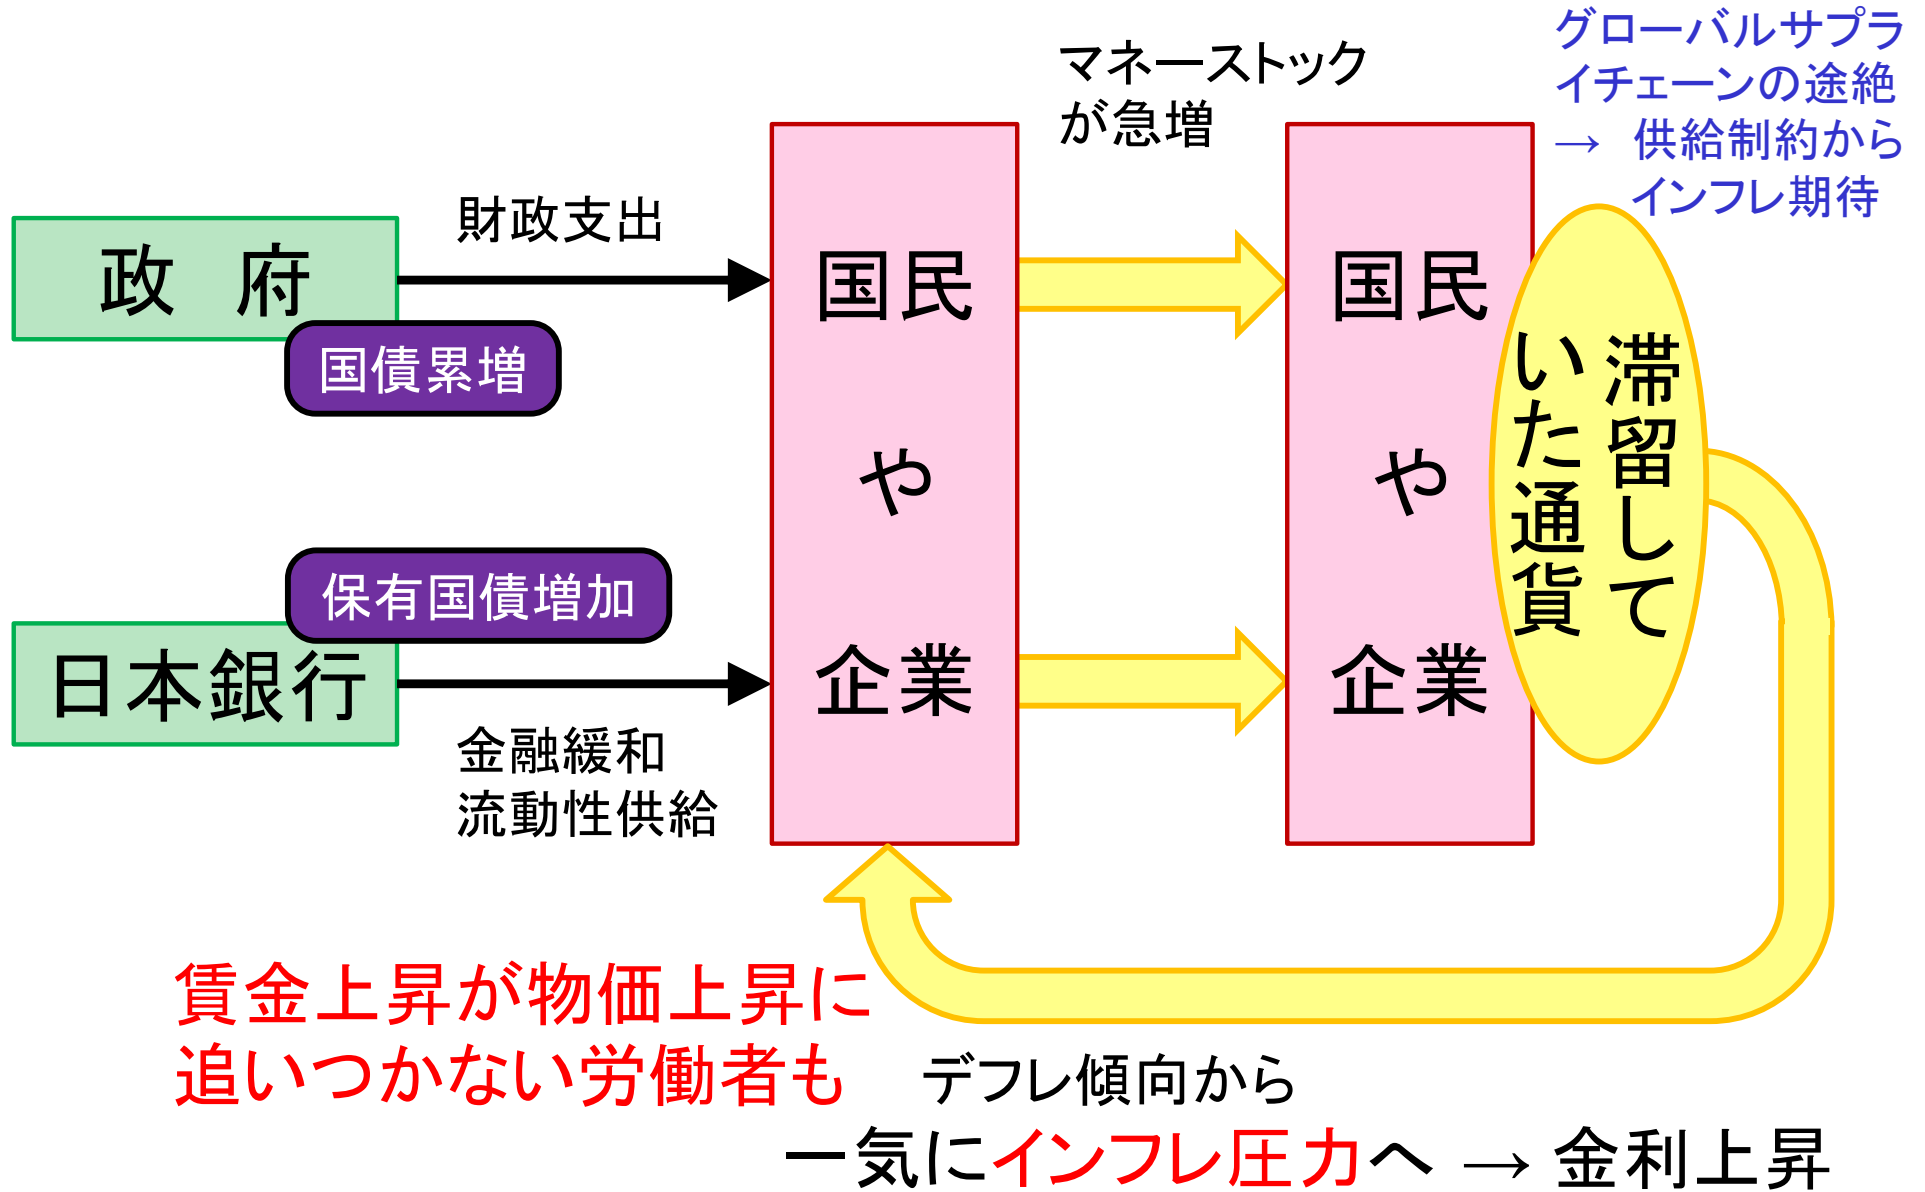 グローバルサプラ
イチェーンの途絶
→ 供給制約から
インフレ期待
マネーストック
が急増
政 府
財政支出
国債累増
保有国債増加
日本銀行
金融緩和
流動性供給
国民
や
企業
国民
や
企業
滞留して
いた通貨
賃金上昇が物価上昇に
追いつかない労働者も
デフレ傾向から
一気にインフレ圧力へ → 金利上昇